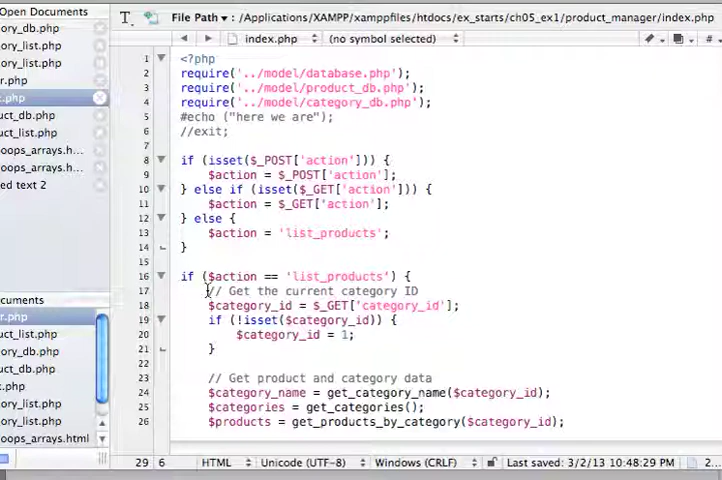 Open Documents
ory_db.php
ory_list.php
ory_list.php
r.php
.php
uct_db.php
uct_list.php
oops_arrays.h...
oops_arrays.h...
ed text 2
cuments
r.php
uct_list.php
ory_db.php
uct_db.php
.php
ory_list.php
ory_list.php
oops_arrays.html
File Path ▾ : /Applications/XAMPP/xamppfiles/htdocs/ex_starts/ch05_ex1/product_manager/index.php
index.php (no symbol selected) #
1 <?php
2 require('../model/database.php');
3 require('../model/product_db.php');
4 require('../model/category_db.php');
5 #echo ("here we are");
6 //exit;
7
8 if (isset($_POST['action'])) {
9 $action = $_POST['action'];
10 } else if (isset($_GET['action'])) {
11 $action = $_GET['action'];
12 } else {
13 $action = 'list_products';
14 }
15
16 if ($action == 'list_products') {
17 // Get the current category ID
18 $category_id = $_GET['category_id'];
19 if (!isset($category_id)) {
20 $category_id = 1;
21 }
22
23 // Get product and category data
24 $category_name = get_category_name($category_id);
25 $categories = get_categories();
26 $products = get_products_by_category($category_id);
29 6 HTML Unicode (UTF-8) Windows (CRLF) Last saved: 3/2/13 10:48:29 PM 2...